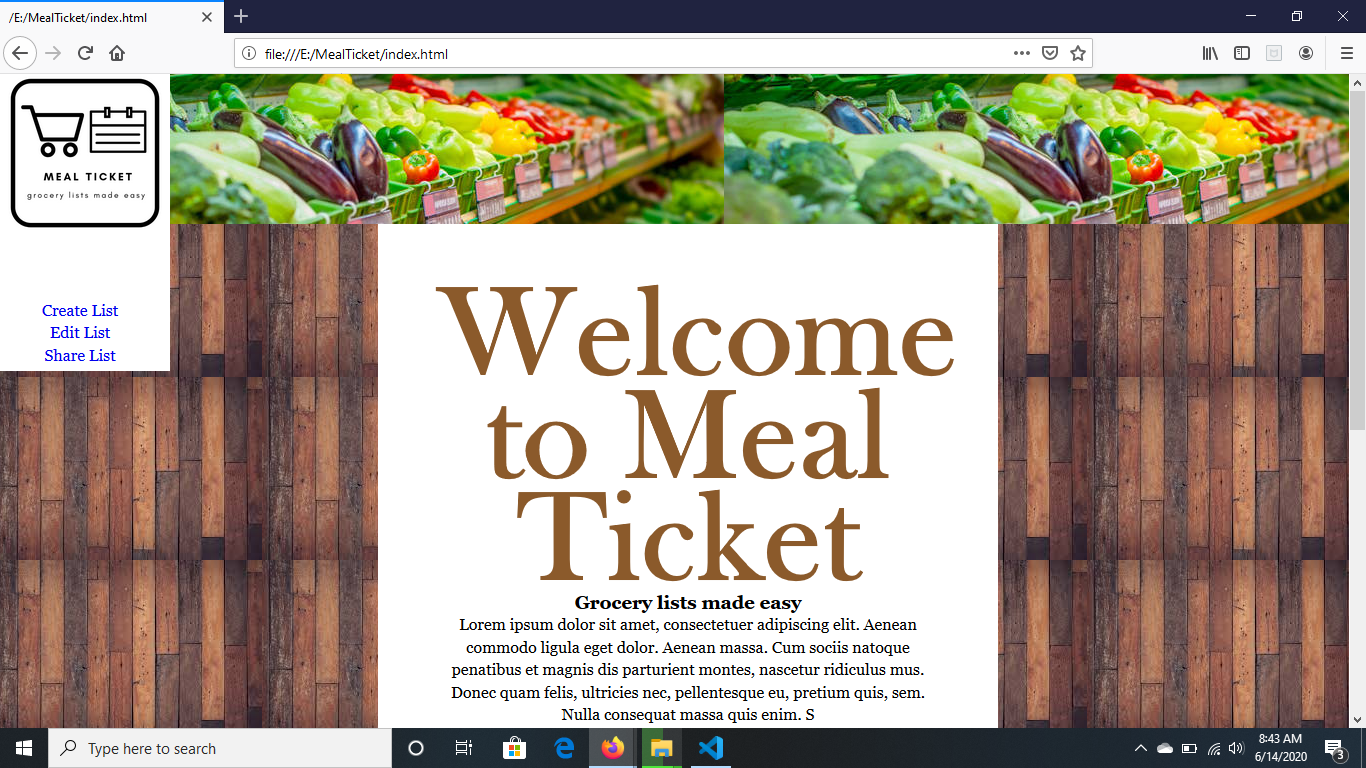 /E:/MealTicket/index.html
file:///E:/MealTicket/index.html
MEAL TICKET
grocery lists made easy
Create List
Edit List
Share List
Welcome
to Meal
Ticket
Grocery lists made easy
Lorem ipsum dolor sit amet, consectetuer adipiscing elit. Aenean
commodo ligula eget dolor. Aenean massa. Cum sociis natoque
penatibus et magnis dis parturient montes, nascetur ridiculus mus.
Donec quam felis, ultricies nec, pellentesque eu, pretium quis, sem.
Nulla consequat massa quis enim. S
Type here to search
8:43 AM
6/14/2020
3